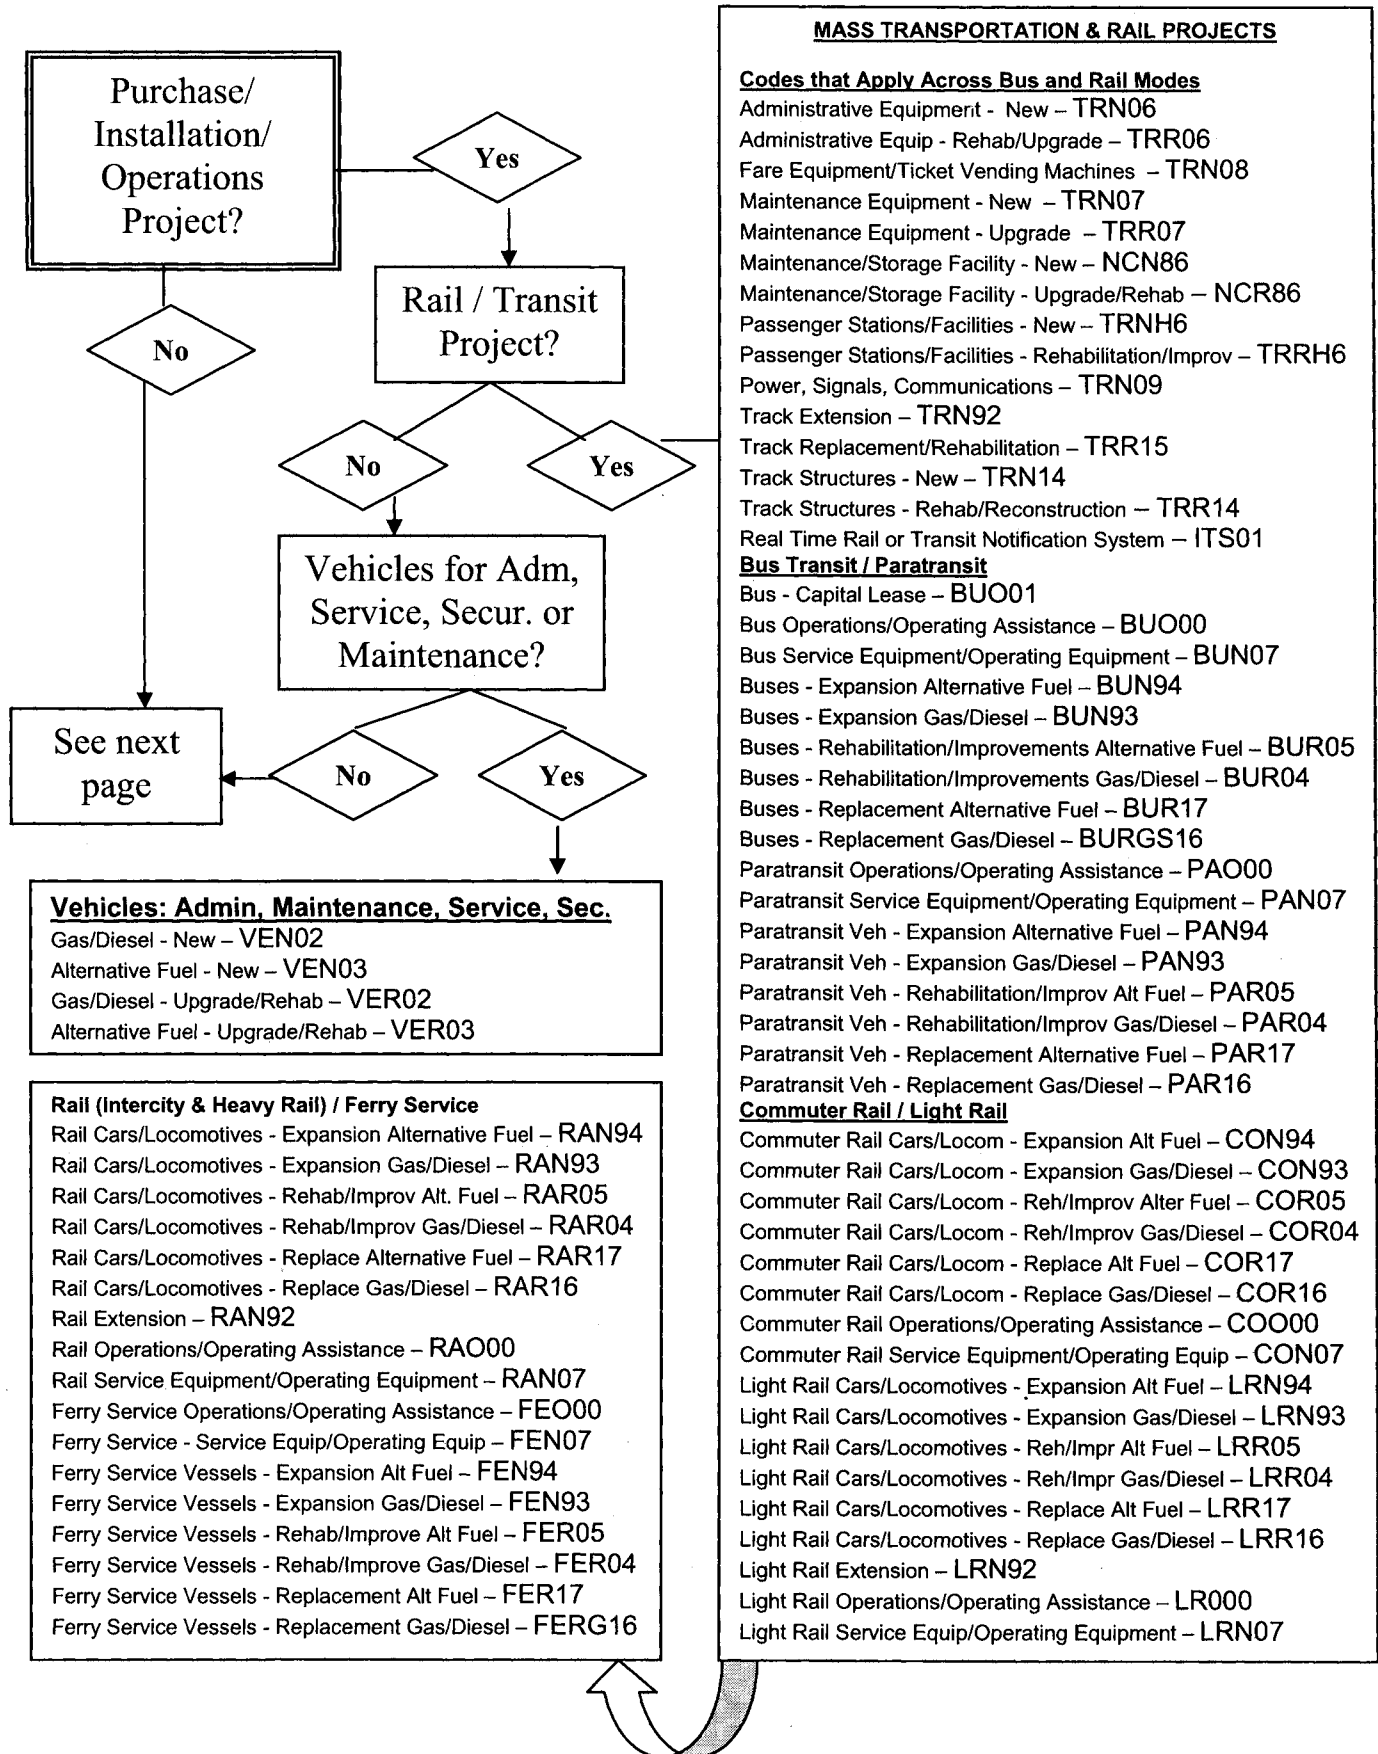 Purchase/
Installation/
Operations
Project?
Yes
No
Rail / Transit
Project?
No
Yes
Vehicles for Adm,
Service, Secur. or
Maintenance?
See next
page
No
Yes
Vehicles: Admin, Maintenance, Service, Sec.
Gas/Diesel - New – VEN02
Alternative Fuel - New – VEN03
Gas/Diesel - Upgrade/Rehab – VER02
Alternative Fuel - Upgrade/Rehab – VER03
Rail (Intercity & Heavy Rail) / Ferry Service
Rail Cars/Locomotives - Expansion Alternative Fuel – RAN94
Rail Cars/Locomotives - Expansion Gas/Diesel – RAN93
Rail Cars/Locomotives - Rehab/Improv Alt. Fuel – RAR05
Rail Cars/Locomotives - Rehab/Improv Gas/Diesel – RAR04
Rail Cars/Locomotives - Replace Alternative Fuel – RAR17
Rail Cars/Locomotives - Replace Gas/Diesel – RAR16
Rail Extension – RAN92
Rail Operations/Operating Assistance – RAO00
Rail Service Equipment/Operating Equipment – RAN07
Ferry Service Operations/Operating Assistance – FEO00
Ferry Service - Service Equip/Operating Equip – FEN07
Ferry Service Vessels - Expansion Alt Fuel – FEN94
Ferry Service Vessels - Expansion Gas/Diesel – FEN93
Ferry Service Vessels - Rehab/Improve Alt Fuel – FER05
Ferry Service Vessels - Rehab/Improve Gas/Diesel – FER04
Ferry Service Vessels - Replacement Alt Fuel – FER17
Ferry Service Vessels - Replacement Gas/Diesel – FERG16
MASS TRANSPORTATION & RAIL PROJECTS
Codes that Apply Across Bus and Rail Modes
Administrative Equipment - New – TRN06
Administrative Equip - Rehab/Upgrade – TRR06
Fare Equipment/Ticket Vending Machines – TRN08
Maintenance Equipment - New – TRN07
Maintenance Equipment - Upgrade – TRR07
Maintenance/Storage Facility - New – NCN86
Maintenance/Storage Facility - Upgrade/Rehab – NCR86
Passenger Stations/Facilities - New – TRNH6
Passenger Stations/Facilities - Rehabilitation/Improv – TRRH6
Power, Signals, Communications – TRN09
Track Extension – TRN92
Track Replacement/Rehabilitation – TRR15
Track Structures - New – TRN14
Track Structures - Rehab/Reconstruction – TRR14
Real Time Rail or Transit Notification System – ITS01
Bus Transit / Paratransit
Bus - Capital Lease – BUO01
Bus Operations/Operating Assistance – BUO00
Bus Service Equipment/Operating Equipment – BUN07
Buses - Expansion Alternative Fuel – BUN94
Buses - Expansion Gas/Diesel – BUN93
Buses - Rehabilitation/Improvements Alternative Fuel – BUR05
Buses - Rehabilitation/Improvements Gas/Diesel – BUR04
Buses - Replacement Alternative Fuel – BUR17
Buses - Replacement Gas/Diesel – BURGS16
Paratransit Operations/Operating Assistance – PAO00
Paratransit Service Equipment/Operating Equipment – PAN07
Paratransit Veh - Expansion Alternative Fuel – PAN94
Paratransit Veh - Expansion Gas/Diesel – PAN93
Paratransit Veh - Rehabilitation/Improv Alt Fuel – PAR05
Paratransit Veh - Rehabilitation/Improv Gas/Diesel – PAR04
Paratransit Veh - Replacement Alternative Fuel – PAR17
Paratransit Veh - Replacement Gas/Diesel – PAR16
Commuter Rail / Light Rail
Commuter Rail Cars/Locom - Expansion Alt Fuel – CON94
Commuter Rail Cars/Locom - Expansion Gas/Diesel – CON93
Commuter Rail Cars/Locom - Reh/Improv Alter Fuel – COR05
Commuter Rail Cars/Locom - Reh/Improv Gas/Diesel – COR04
Commuter Rail Cars/Locom - Replace Alt Fuel – COR17
Commuter Rail Cars/Locom - Replace Gas/Diesel – COR16
Commuter Rail Operations/Operating Assistance – COO00
Commuter Rail Service Equipment/Operating Equip – CON07
Light Rail Cars/Locomotives - Expansion Alt Fuel – LRN94
Light Rail Cars/Locomotives - Expansion Gas/Diesel – LRN93
Light Rail Cars/Locomotives - Reh/Impr Alt Fuel – LRR05
Light Rail Cars/Locomotives - Reh/Impr Gas/Diesel – LRR04
Light Rail Cars/Locomotives - Replace Alt Fuel – LRR17
Light Rail Cars/Locomotives - Replace Gas/Diesel – LRR16
Light Rail Extension – LRN92
Light Rail Operations/Operating Assistance – LR000
Light Rail Service Equip/Operating Equipment – LRN07